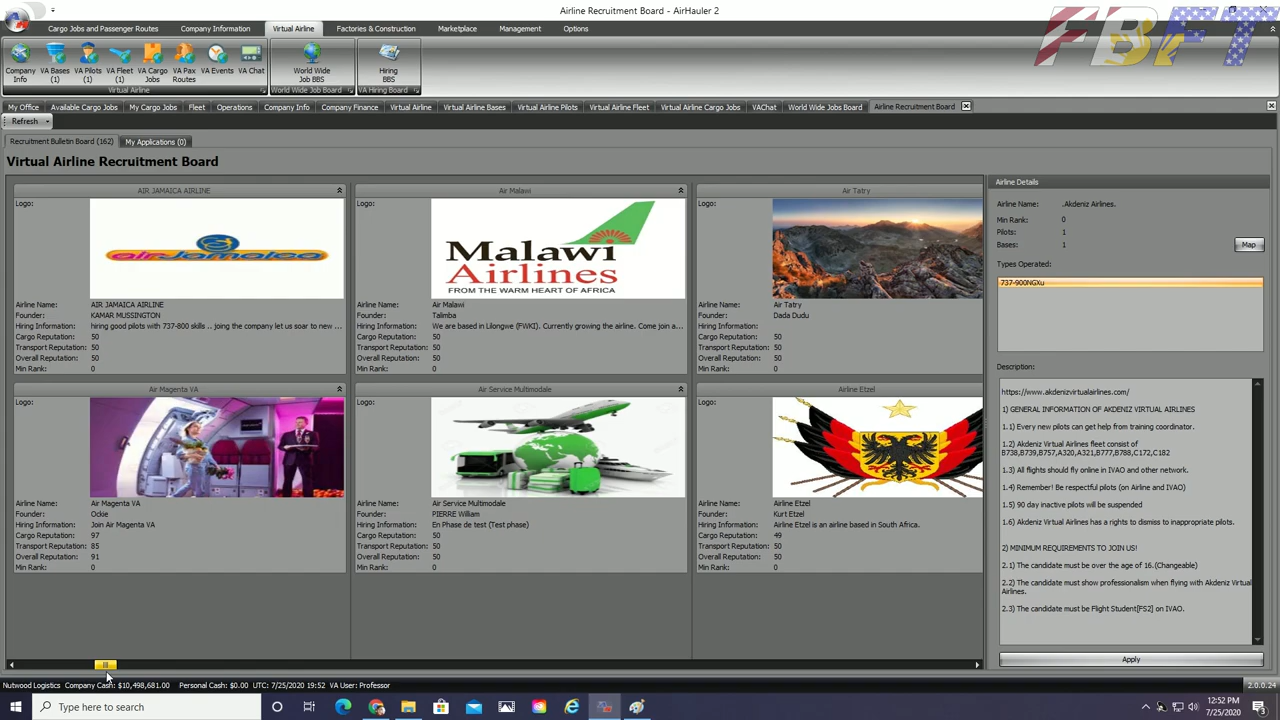 Airline Recruitment Board - AirHauler 2
FBFT
Cargo Jobs and Passenger Routes
Company Information
Virtual Airline
Factories & Construction
Marketplace
Management
Options
Company Info
VA Bases (1)
VA Pilots (1)
VA Fleet (1)
VA Cargo Jobs
VA Pax Routes
VA Events
VA Chat
World Wide Job BBS
Hiring BBS
Virtual Airline
World Wide Job Board
VA Hiring Board
My Office
Available Cargo Jobs
My Cargo Jobs
Fleet
Operations
Company Info
Company Finance
Virtual Airline
Virtual Airline Bases
Virtual Airline Pilots
Virtual Airline Fleet
Virtual Airline Cargo Jobs
VAChat
World Wide Jobs Board
Airline Recruitment Board
Refresh
Recruitment Bulletin Board (162)
My Applications (0)
Virtual Airline Recruitment Board
AIR JAMAICA AIRLINE
Logo:
airJamaica
Airline Name: AIR JAMAICA AIRLINE
Founder: KAMAR MUSSINGTON
Hiring Information: hiring good pilots with 737-800 skills .. joing the company let us soar to new ...
Cargo Reputation: 50
Transport Reputation: 50
Overall Reputation: 50
Min Rank: 0
Air Malawi
Logo:
Malawi
Airlines
FROM THE WARM HEART OF AFRICA
Airline Name: Air Malawi
Founder: Talimba
Hiring Information: We are based in Lilongwe (FWKI). Currently growing the airline. Come join a...
Cargo Reputation: 50
Transport Reputation: 50
Overall Reputation: 50
Min Rank: 0
Air Tatry
Logo:
Airline Name: Air Tatry
Founder: Dada Dudu
Hiring Information:
Cargo Reputation: 50
Transport Reputation: 50
Overall Reputation: 50
Min Rank: 0
Air Magenta VA
Logo:
Airline Name: Air Magenta VA
Founder: Ockie
Hiring Information: Join Air Magenta VA
Cargo Reputation: 97
Transport Reputation: 85
Overall Reputation: 91
Min Rank: 0
Air Service Multimodale
Logo:
Airline Name: Air Service Multimodale
Founder: PIERRE William
Hiring Information: En Phase de test (Test phase)
Cargo Reputation: 50
Transport Reputation: 50
Overall Reputation: 50
Min Rank: 0
Airline Etzel
Logo:
Airline Name: Airline Etzel
Founder: Kurt Etzel
Hiring Information: Airline Etzel is an airline based in South Africa.
Cargo Reputation: 49
Transport Reputation: 50
Overall Reputation: 50
Min Rank: 0
Airline Details
Airline Name: .Akdeniz Airlines.
Min Rank: 0
Pilots: 1
Bases: 1
Map
Types Operated:
737-900NGXu
Description:
https://www.akdenizvirtualairlines.com/
1) GENERAL INFORMATION OF AKDENIZ VIRTUAL AIRLINES
1.1) Every new pilots can get help from training coordinator.
1.2) Akdeniz Virtual Airlines fleet consist of
B738,B739,B757,A320,A321,B777,B788,C172,C182
1.3) All flights should fly online in IVAO and other network.
1.4) Remember! Be respectful pilots (on Airline and IVAO)
1.5) 90 day inactive pilots will be suspended
1.6) Akdeniz Virtual Airlines has a rights to dismiss to inappropriate pilots.
2) MINIMUM REQUIREMENTS TO JOIN US!
2.1) The candidate must be over the age of 16.(Changeable)
2.2) The candidate must show professionalism when flying with Akdeniz Virtual
Airlines.
2.3) The candidate must be Flight Student[FS2] on IVAO.
Apply
Nutwood Logistics Company Cash: $10,498,681.00 Personal Cash: $0.00 UTC: 7/25/2020 19:52 VA User: Professor
2.0.0.24
Type here to search
12:52 PM
7/25/2020